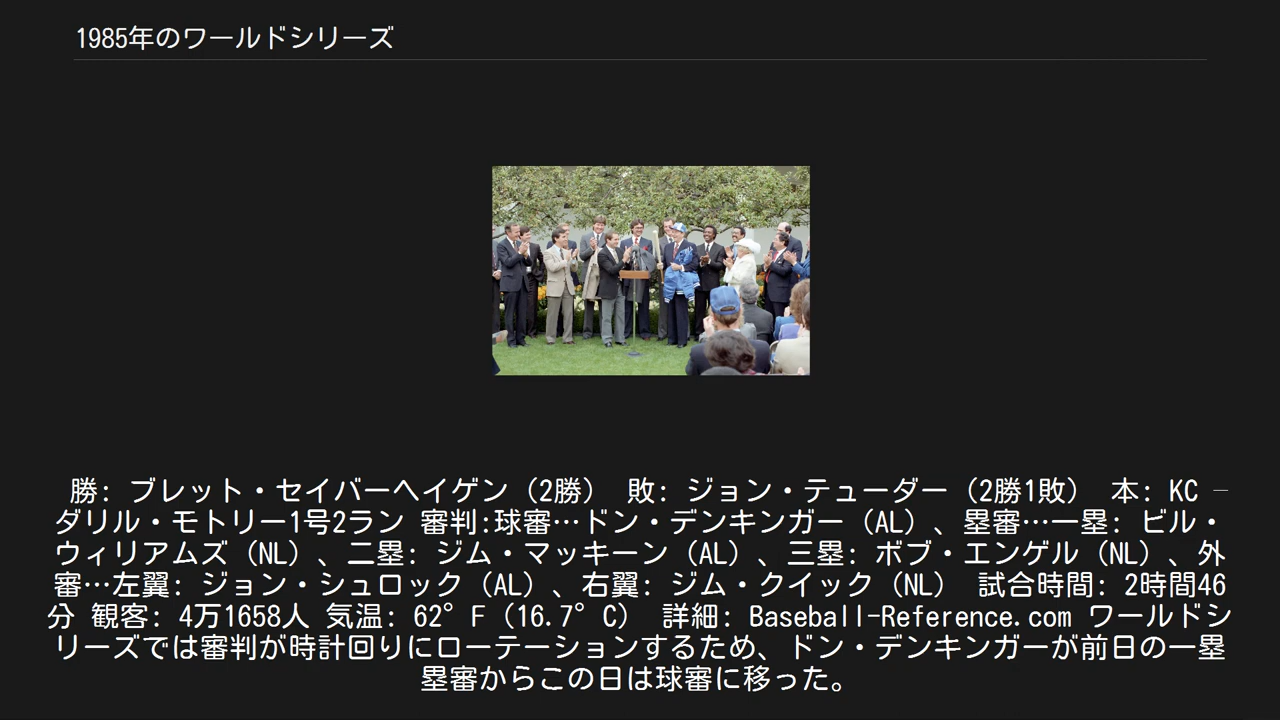 1985年のワールドシリーズ
勝: ブレット・セイバーヘイゲン（2勝） 敗: ジョン・テューダー（2勝1敗） 本: KC –
ダリル・モトリー1号2ラン 審判:球審…ドン・デンキンガー（AL）、塁審…一塁: ビル・
ウィリアムズ（NL）、二塁: ジム・マッキーン（AL）、三塁: ボブ・エンゲル（NL）、外
審…左翼: ジョン・シュロック（AL）、右翼: ジム・クイック（NL） 試合時間: 2時間46
分 観客: 4万1658人 気温: 62°F（16.7°C） 詳細: Baseball-Reference.com ワールドシ
リーズでは審判が時計回りにローテーションするため、ドン・デンキンガーが前日の一塁
塁審からこの日は球審に移った。